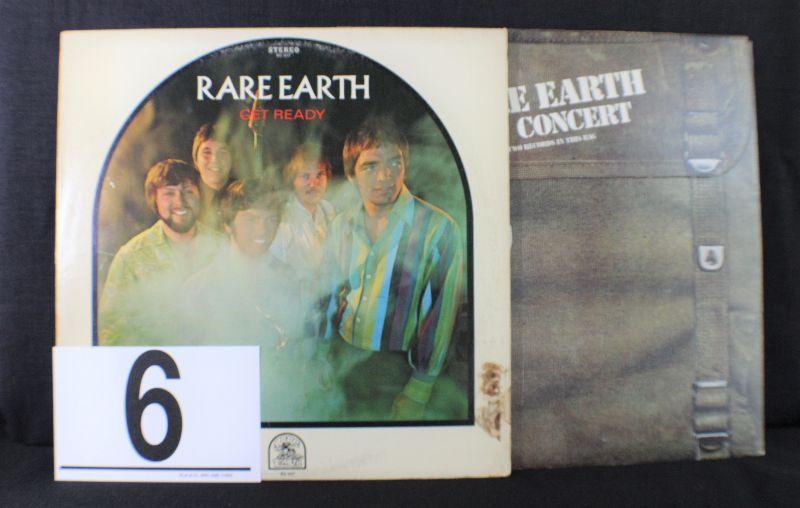 STEREO
RARE EARTH
GET READY
E EARTH
CONCERT
TWO RECORDS IN THIS BAG
6